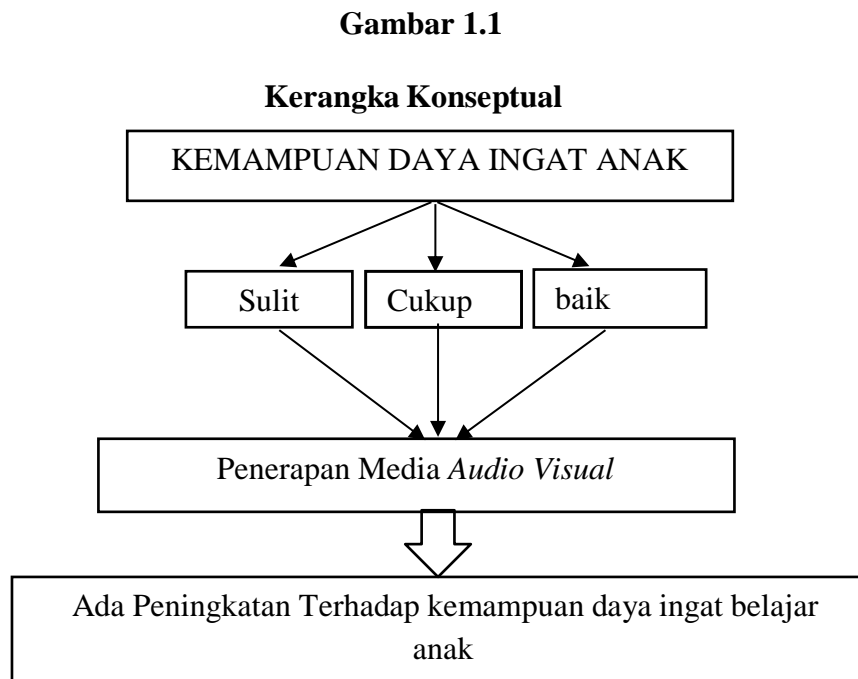 Gambar 1.1
Kerangka Konseptual
KEMAMPUAN DAYA INGAT ANAK
Sulit
Cukup
baik
Penerapan Media Audio Visual
Ada Peningkatan Terhadap kemampuan daya ingat belajar
anak